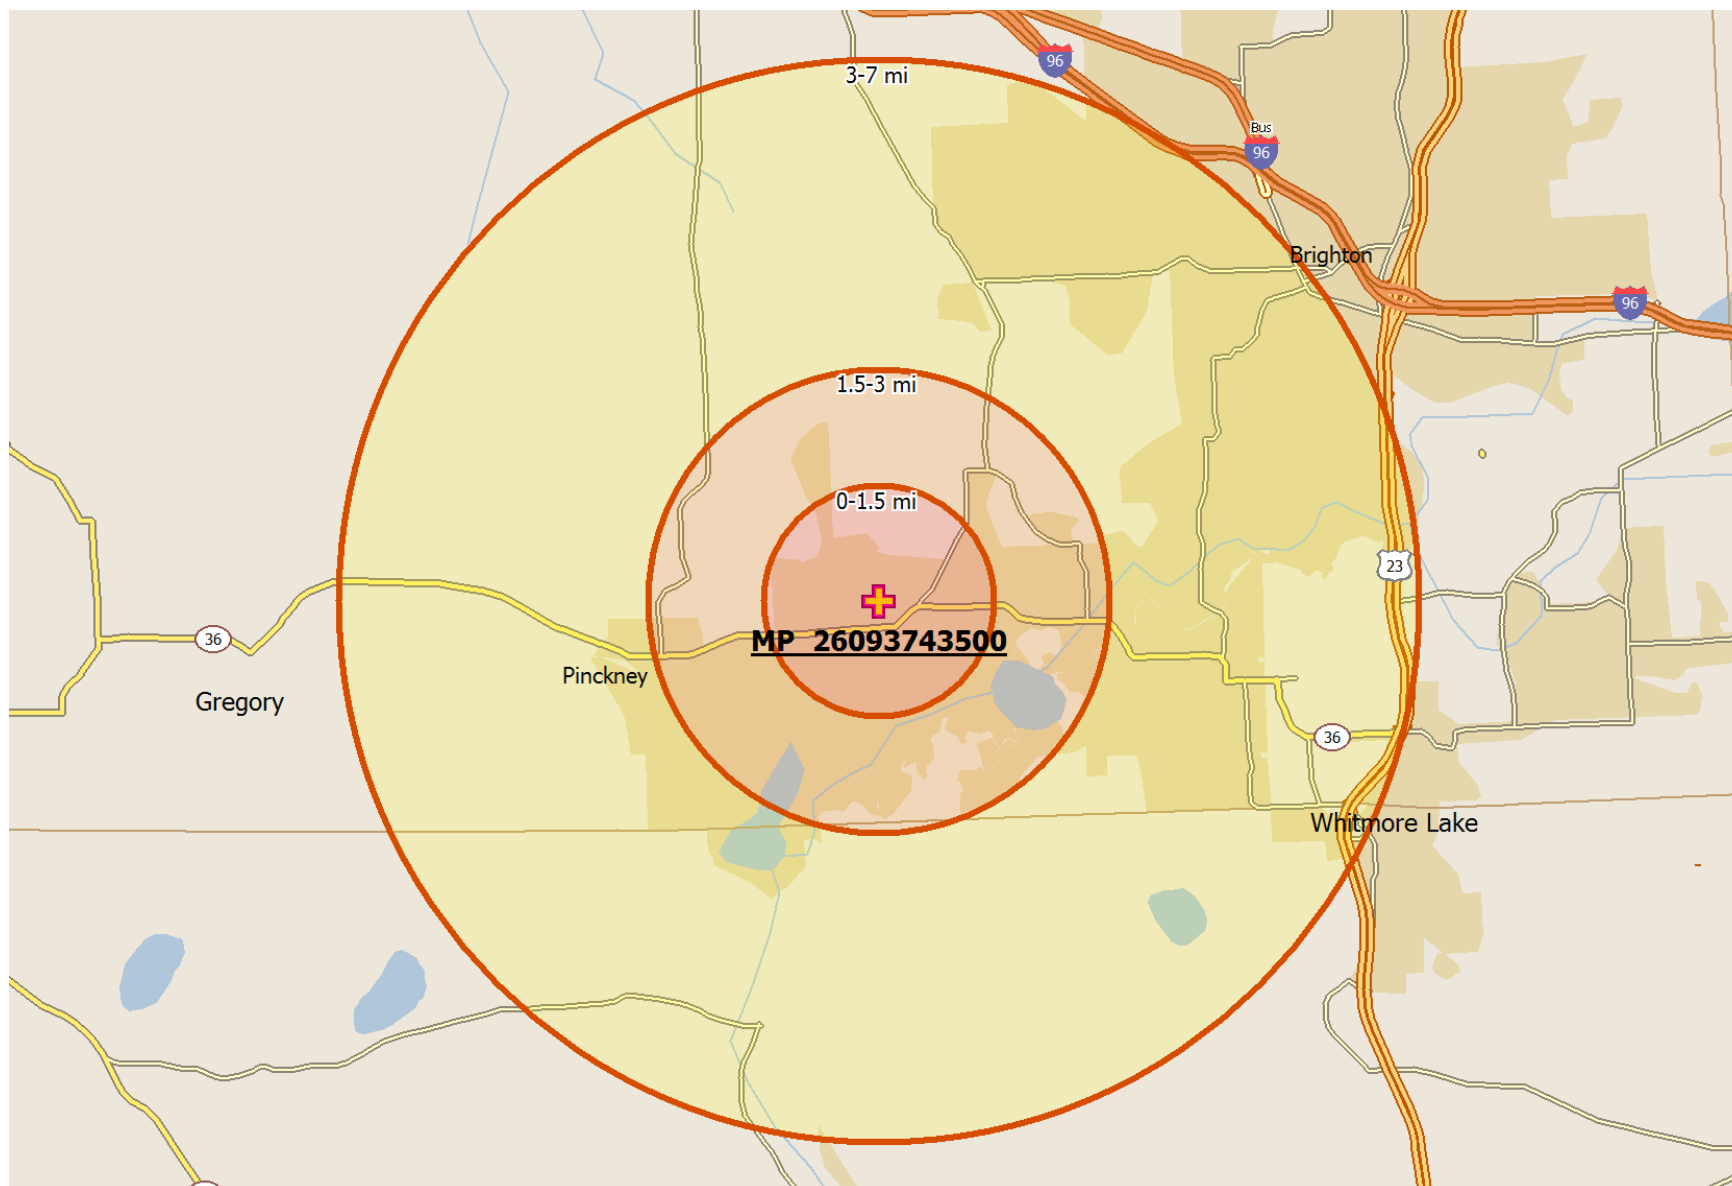 96
3-7 mi
Bus
96
Brighton
96
1.5-3 mi
0-1.5 mi
23
36
MP 26093743500
Pinckney
Gregory
36
Whitmore Lake